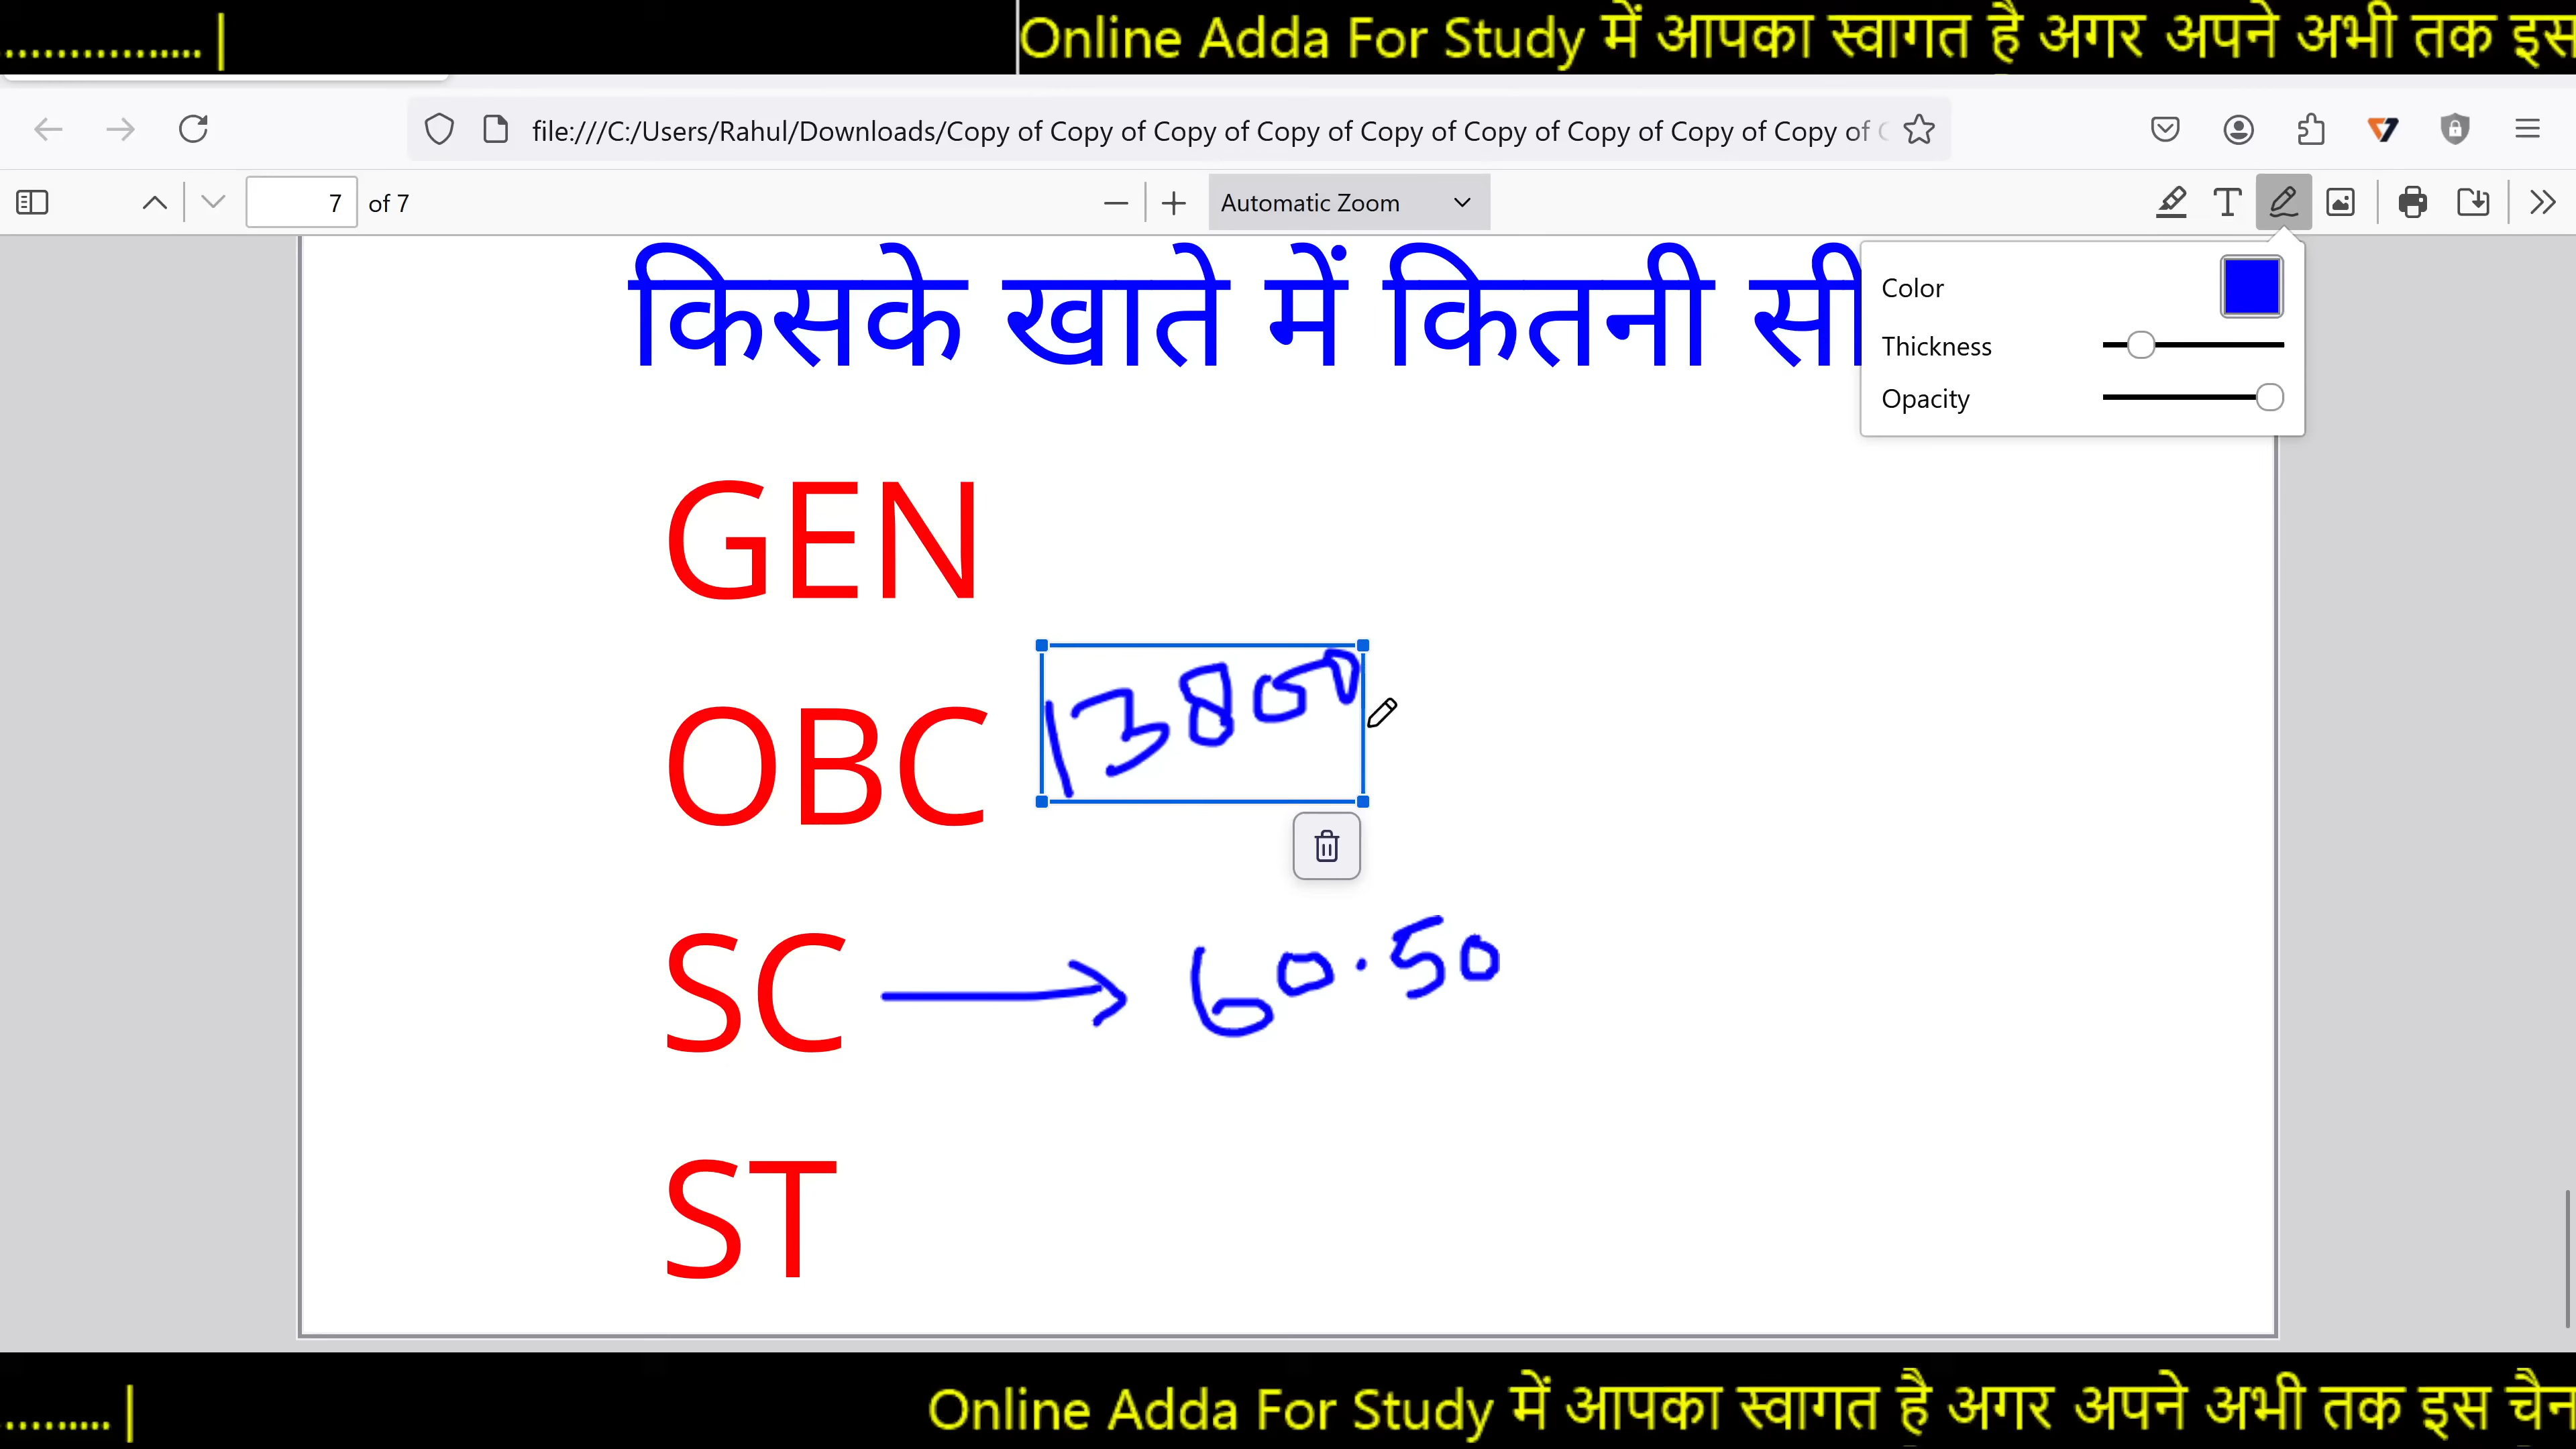 ............... | Online Adda For Study में आपका स्वागत है अगर अपने अभी तक इस
file:///C:/Users/Rahul/Downloads/Copy of Copy of Copy of Copy of Copy of Copy of Copy of Copy of Copy of
7 of 7
Automatic Zoom
किसके खाते में कितनी सी
Color
Thickness
Opacity
GEN
OBC 13800
SC → 60.50
ST
......... | Online Adda For Study में आपका स्वागत है अगर अपने अभी तक इस चैन